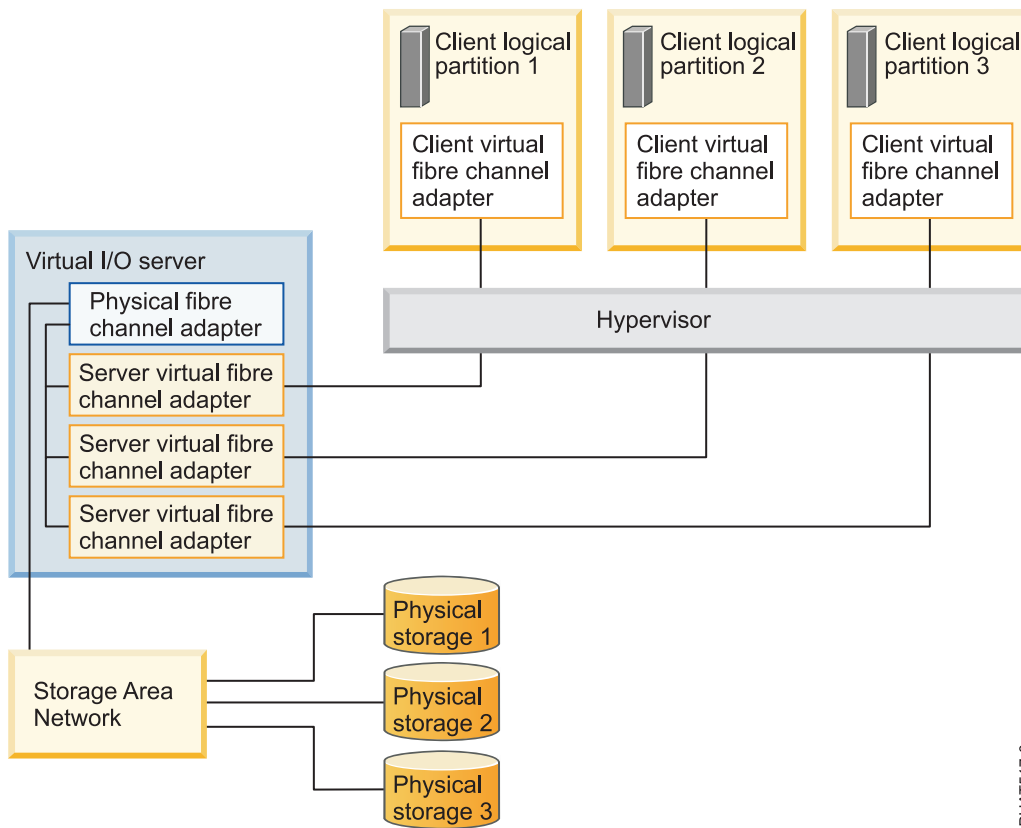 Client logical
partition 1
Client logical
partition 2
Client logical
partition 3
Client virtual
fibre channel
adapter
Client virtual
fibre channel
adapter
Client virtual
fibre channel
adapter
Virtual I/O server
Physical fibre
channel adapter
Hypervisor
Server virtual fibre
channel adapter
Server virtual fibre
channel adapter
Server virtual fibre
channel adapter
Physical
storage 1
Storage Area
Network
Physical
storage 2
Physical
storage 3